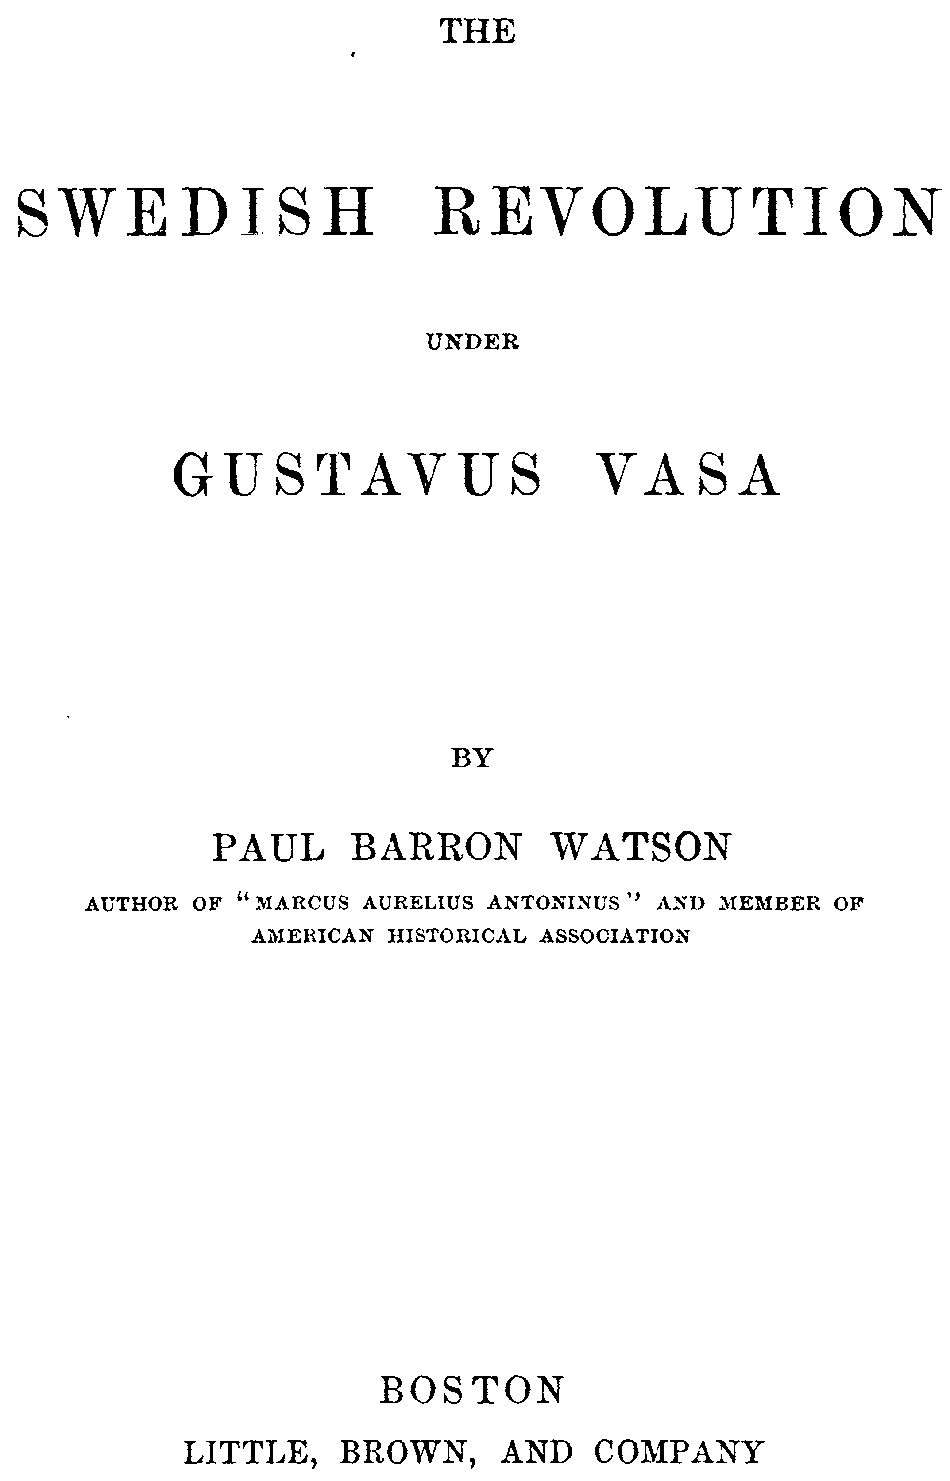 THE
SWEDISH REVOLUTION
UNDER
GUSTAVUS VASA
BY
PAUL BARRON WATSON
AUTHOR OF "MARCUS AURELIUS ANTONINUS" AND MEMBER OF
AMERICAN HISTORICAL ASSOCIATION
BOSTON
LITTLE, BROWN, AND COMPANY